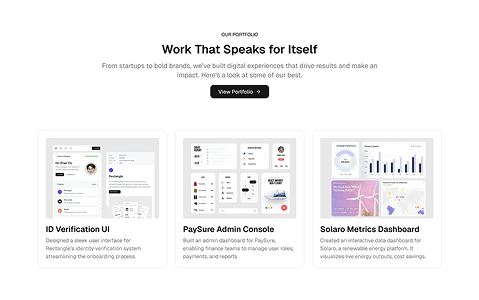 OUR PORTFOLIO
Work That Speaks for Itself
From startups to bold brands, we've built digital experiences that drive results and make an
impact. Here's a look at some of our best.
View Portfolio →
Rectangle
ID Verification UI
Designed a sleek user interface for
Rectangle's identity verification system
streamlining the onboarding process.
PaySure Admin Console
Built an admin dashboard for PaySure,
enabling finance teams to manage user roles,
payments, and reports.
Solaro Metrics Dashboard
Created an interactive data dashboard for
Solaro, a renewable energy platform. It
visualizes live energy outputs, cost savings.